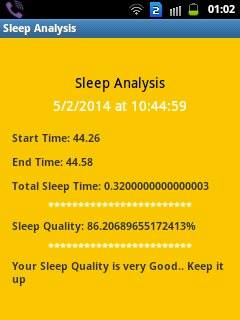 2
01:02
Sleep Analysis
Sleep Analysis
5/2/2014 at 10:44:59
Start Time: 44.26
End Time: 44.58
Total Sleep Time: 0.3200000000000003
************************
Sleep Quality: 86.20689655172413%
************************
Your Sleep Quality is very Good.. Keep it
up